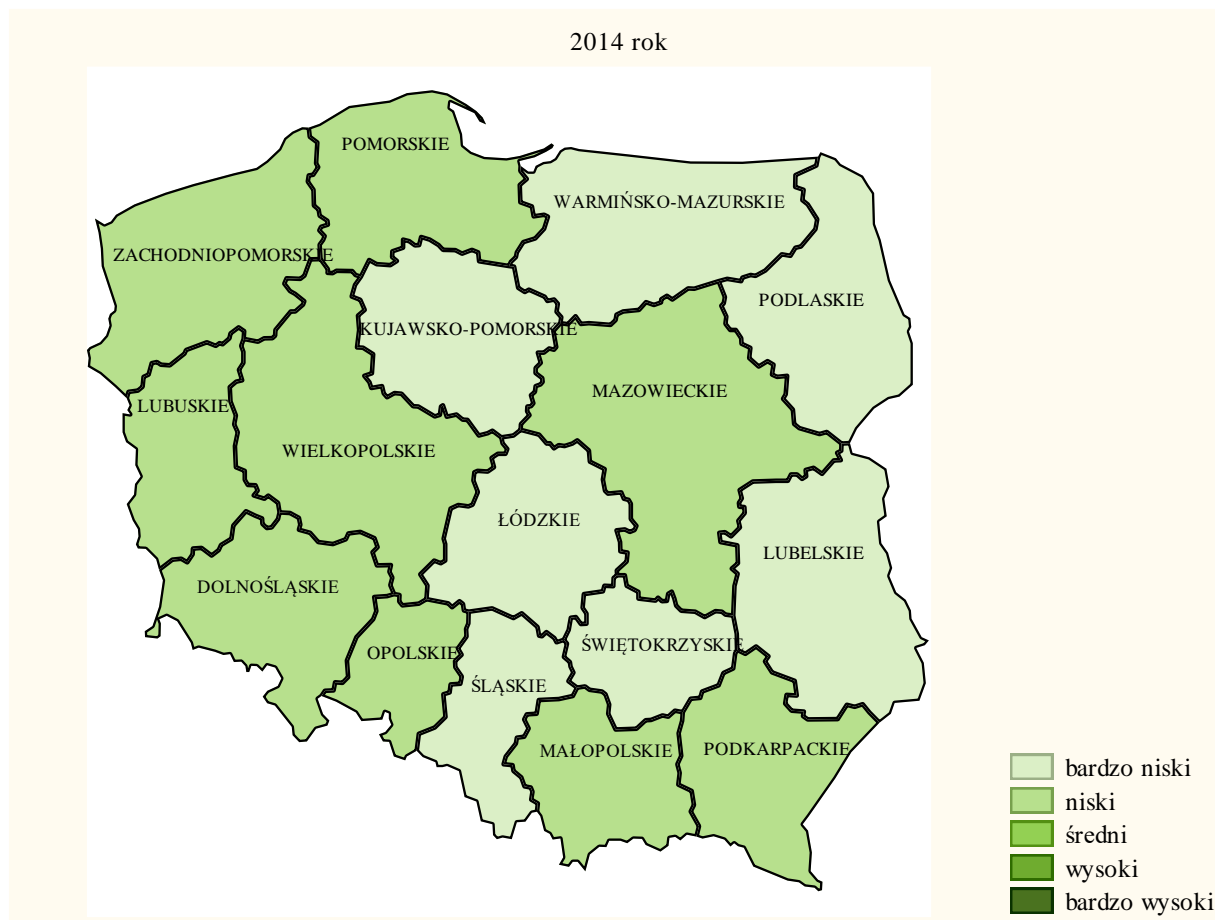 2014 rok
POMORSKIE
WARMIŃSKO-MAZURSKIE
ZACHODNIOPOMORSKIE
PODLASKIE
KUJAWSKO-POMORSKIE
MAZOWIECKIE
LUBUSKIE
WIELKOPOLSKIE
ŁÓDZKIE
LUBELSKIE
DOLNOŚLĄSKIE
OPOLSKIE
ŚWIĘTOKRZYSKIE
ŚLĄSKIE
MAŁOPOLSKIE
PODKARPACKIE
bardzo niski
niski
średni
wysoki
bardzo wysoki